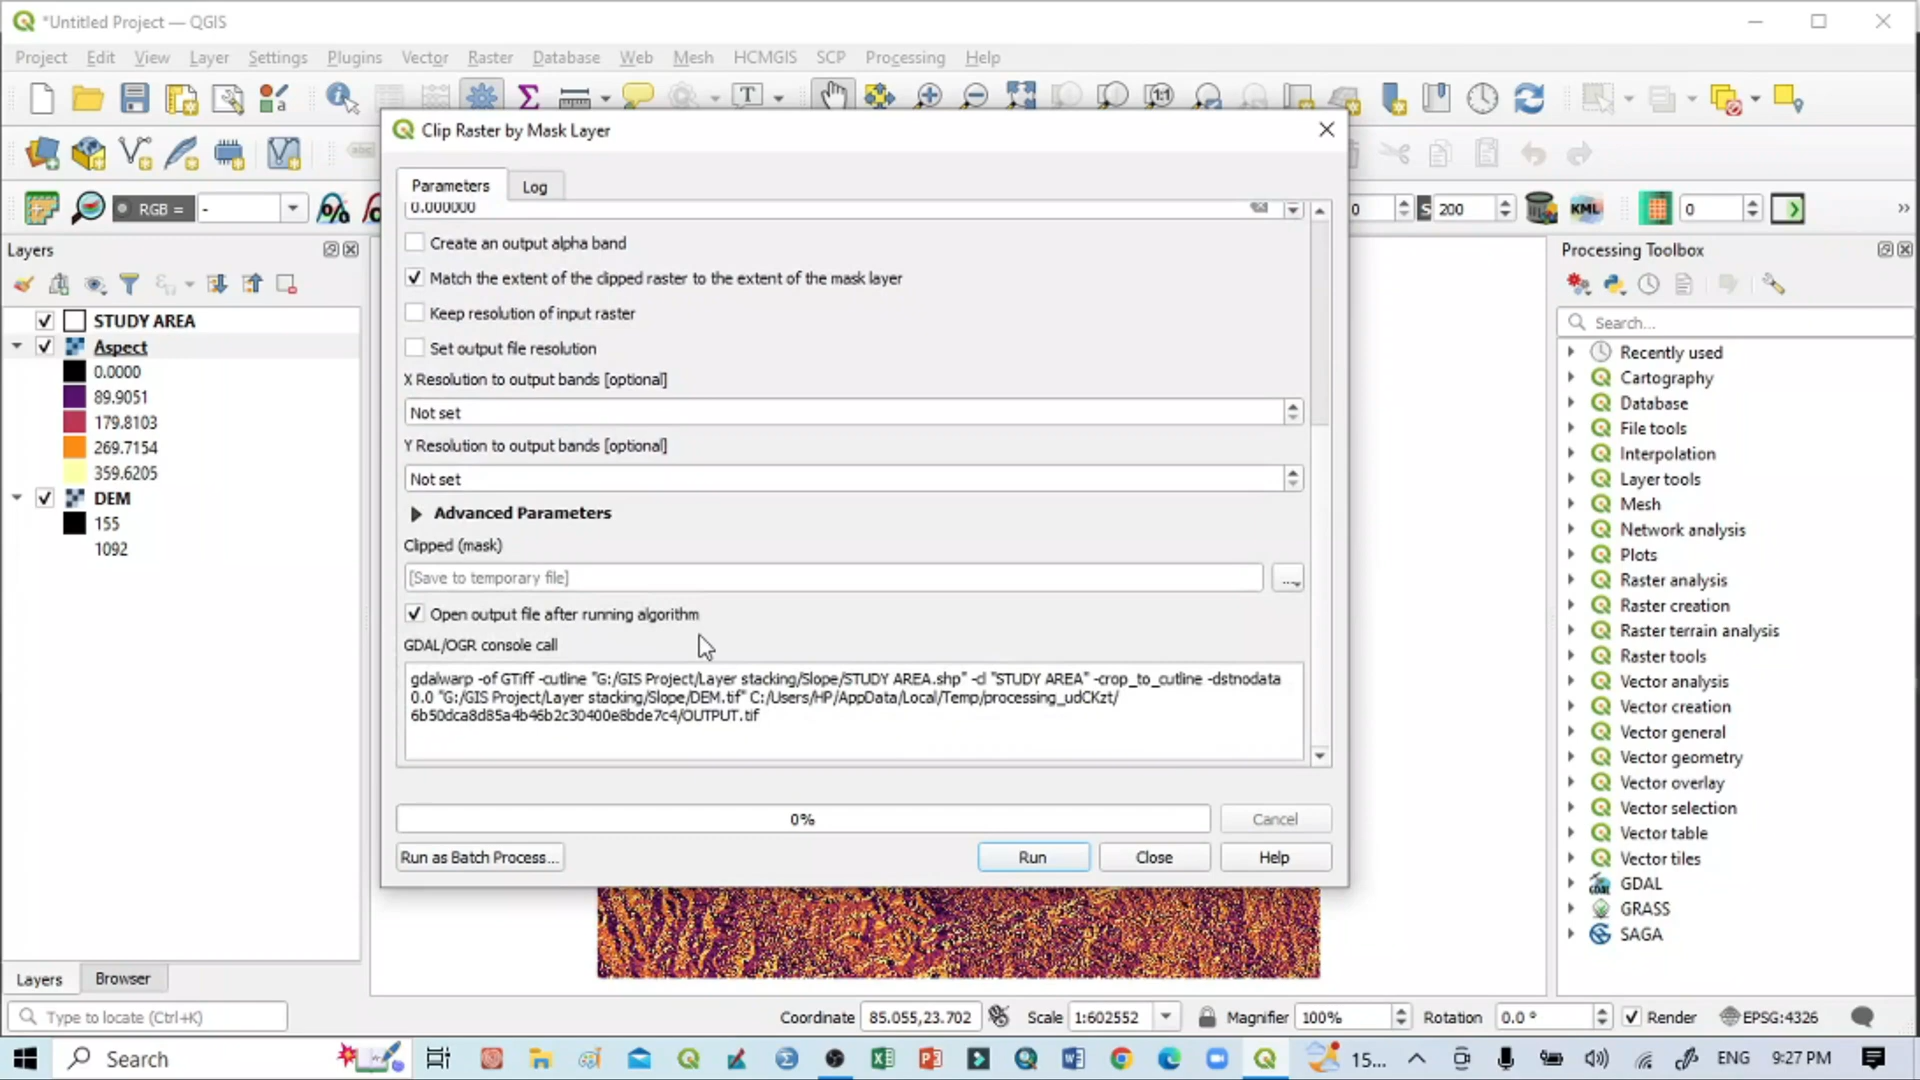 *Untitled Project — QGIS
Project Edit View Layer Settings Plugins Vector Raster Database Web Mesh HCMGIS SCP Processing Help
Clip Raster by Mask Layer
Parameters Log
RGB = -
0.000000
0 S 200 KML 0 »
Layers
Create an output alpha band
Match the extent of the clipped raster to the extent of the mask layer
Keep resolution of input raster
Set output file resolution
X Resolution to output bands [optional]
Not set
Y Resolution to output bands [optional]
Not set
Advanced Parameters
Clipped (mask)
[Save to temporary file]
...
Open output file after running algorithm
GDAL/OGR console call
gdalwarp -of GTiff -cutline "G:/GIS Project/Layer stacking/Slope/STUDY AREA.shp" -cl "STUDY AREA" -crop_to_cutline -dstnodata
0.0 "G:/GIS Project/Layer stacking/Slope/DEM.tif" C:/Users/HP/AppData/Local/Temp/processing_udCKzt/
6b50dca8d85a4b46b2c30400e8bde7c4/OUTPUT.tif
0%
Cancel
Run as Batch Process...
Run
Close
Help
STUDY AREA
Aspect
0.0000
89.9051
179.8103
269.7154
359.6205
DEM
155
1092
Layers Browser
Processing Toolbox
Search...
Recently used
Cartography
Database
File tools
Interpolation
Layer tools
Mesh
Network analysis
Plots
Raster analysis
Raster creation
Raster terrain analysis
Raster tools
Vector analysis
Vector creation
Vector general
Vector geometry
Vector overlay
Vector selection
Vector table
Vector tiles
GDAL
GRASS
SAGA
Type to locate (Ctrl+K)
Coordinate 85.055,23.702 Scale 1:602552 Magnifier 100% Rotation 0.0 ° Render EPSG:4326
Search 15... ENG 9:27 PM